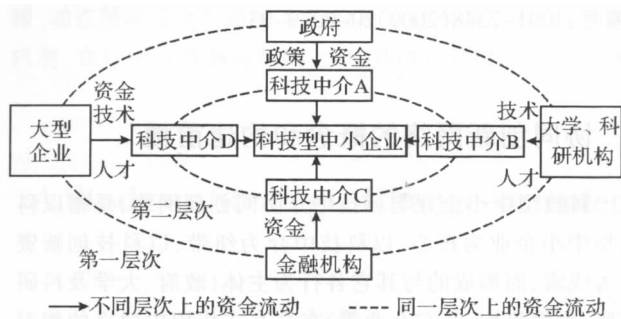 政府
政策 资金
科技中介A
资金
技术
大型
企业
人才
科技中介D
科技型中小企业
科技中介B
技术
大学、科
研机构
人才
科技中介C
第二层次
资金
第一层次
金融机构
不同层次上的资金流动
同一层次上的资金流动